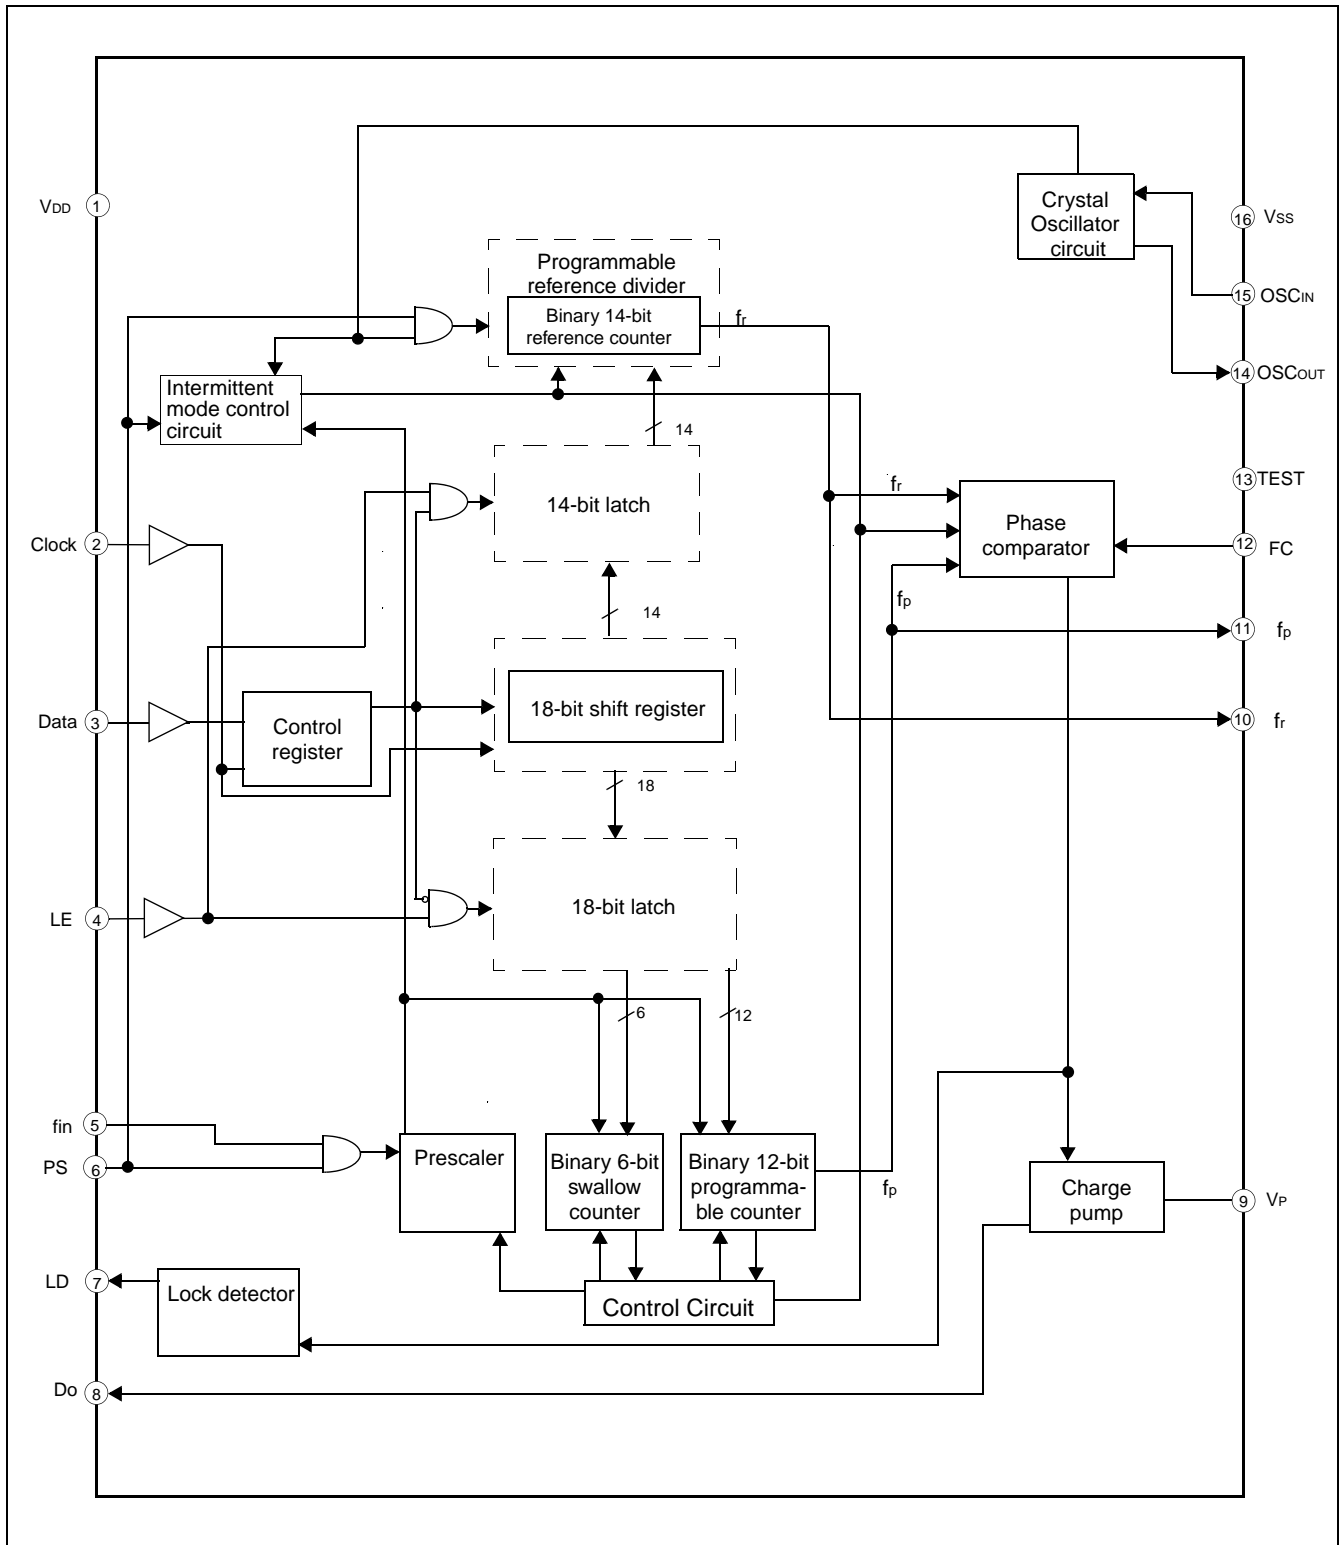 VDD 1
Crystal
Oscillator
circuit
16 VSS
Programmable
reference divider
Binary 14-bit
reference counter
fr
15 OSCIN
14 OSCOUT
Intermittent
mode control
circuit
14
13 TEST
14-bit latch
fr
Phase
comparator
Clock 2
12 FC
fp
14
11 fp
Data 3
Control
register
18-bit shift register
10 fr
18
LE 4
18-bit latch
6
12
fin 5
PS 6
Prescaler
Binary 6-bit
swallow
counter
Binary 12-bit
programma-
ble counter
fp
Charge
pump
9 VP
LD 7
Lock detector
Control Circuit
Do 8